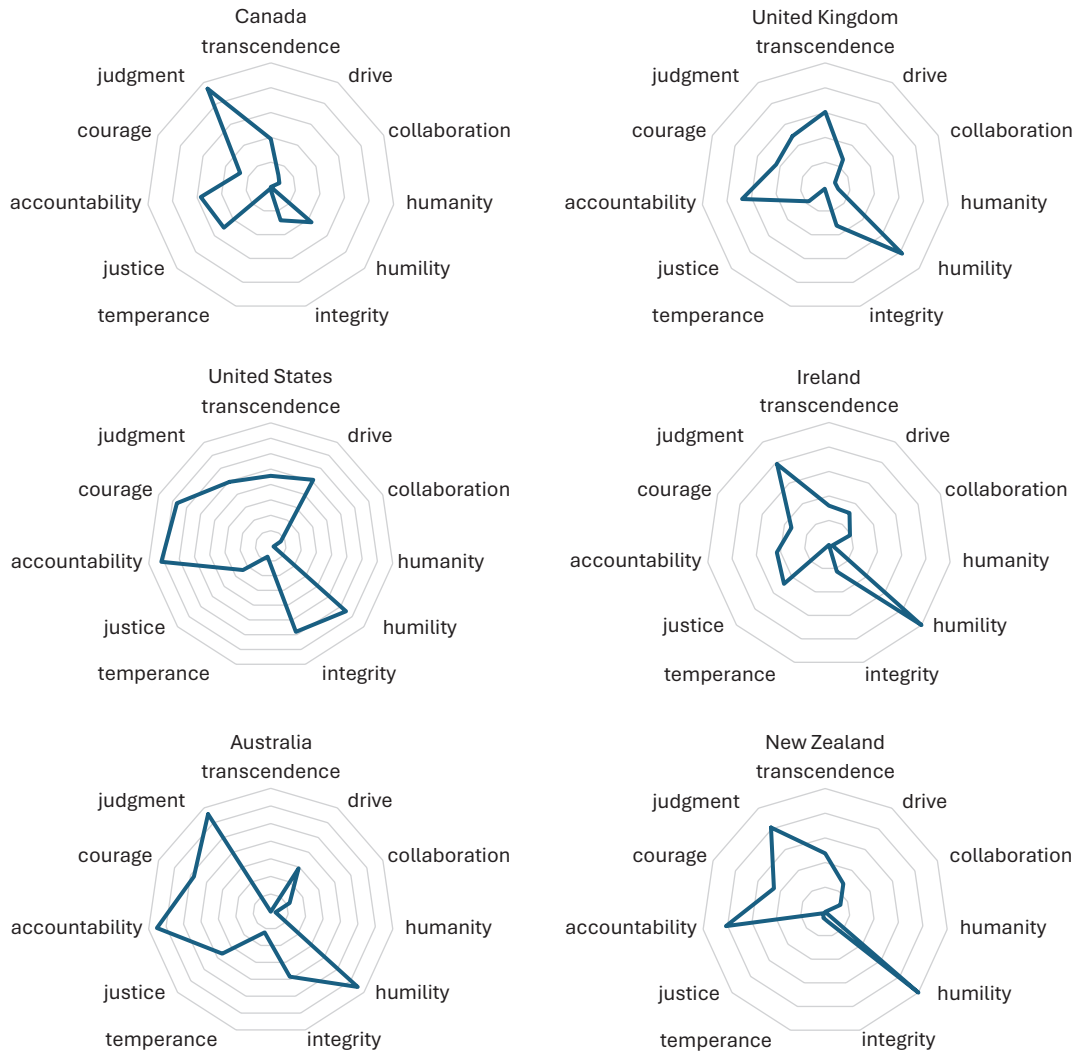 Canada
transcendence
judgment
drive
courage
collaboration
accountability
humanity
justice
humility
temperance
integrity
United Kingdom
transcendence
judgment
drive
courage
collaboration
accountability
humanity
justice
humility
temperance
integrity
United States
transcendence
judgment
drive
courage
collaboration
accountability
humanity
justice
humility
temperance
integrity
Ireland
transcendence
judgment
drive
courage
collaboration
accountability
humanity
justice
humility
temperance
integrity
Australia
transcendence
judgment
drive
courage
collaboration
accountability
humanity
justice
humility
temperance
integrity
New Zealand
transcendence
judgment
drive
courage
collaboration
accountability
humanity
justice
humility
temperance
integrity